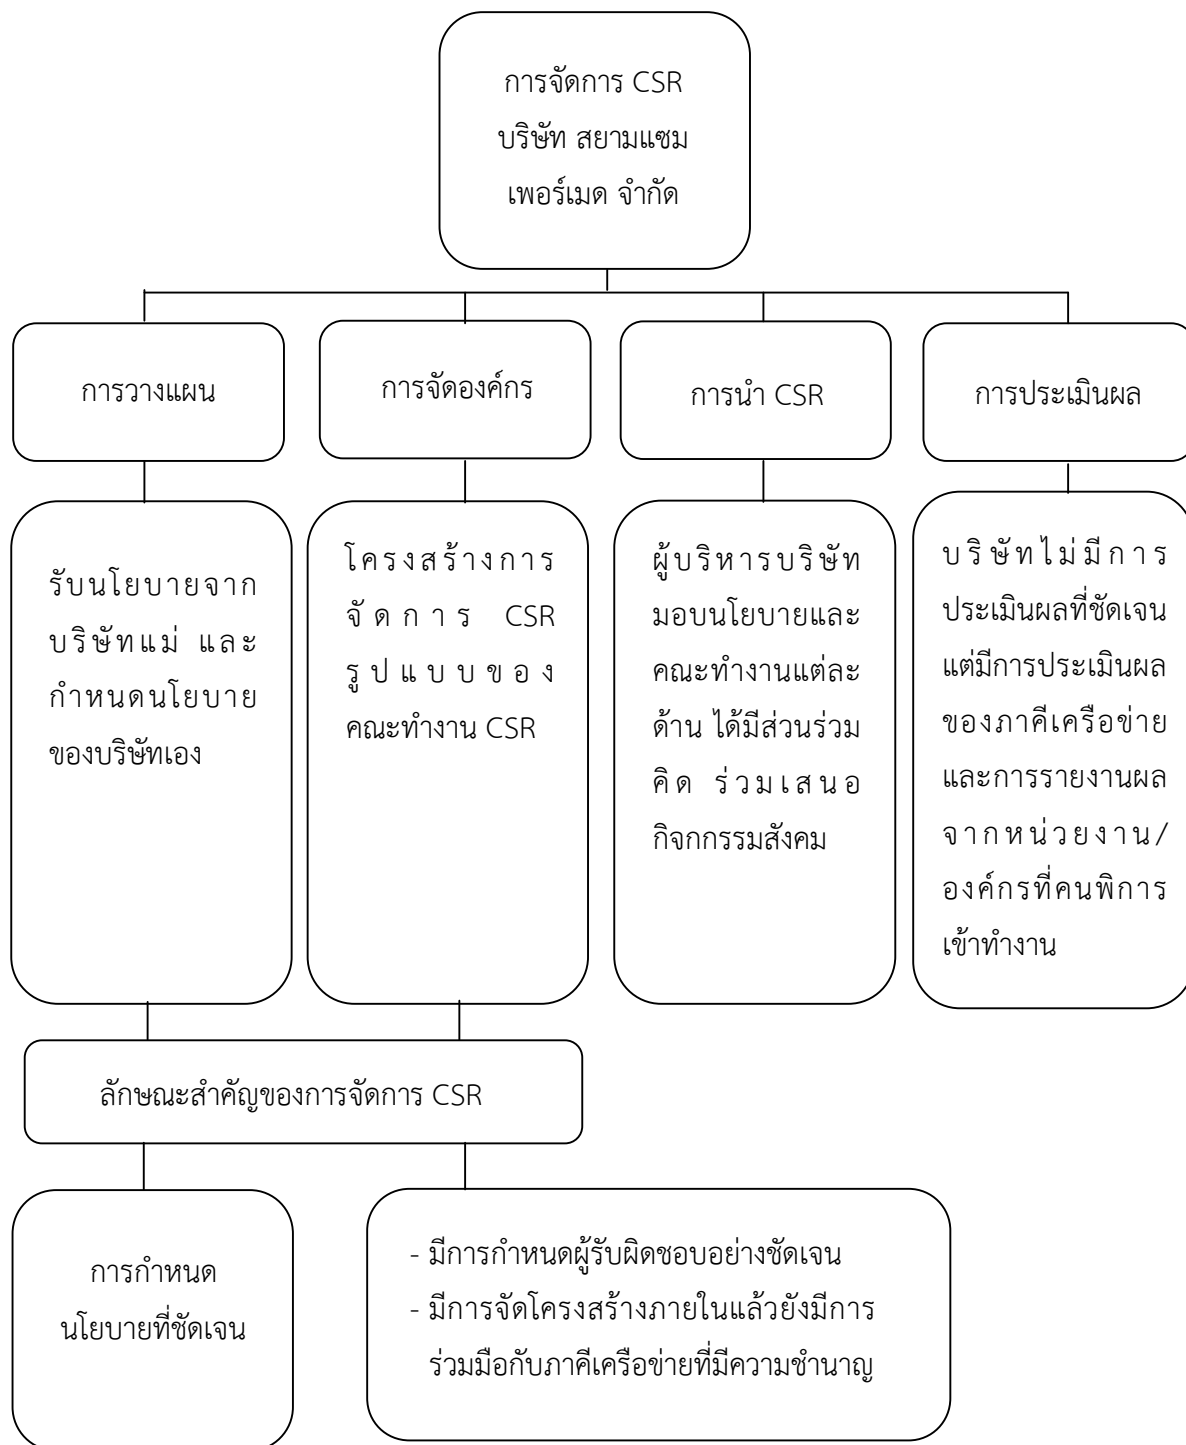 การจัดการ CSR
บริษัท สยามแซม
เพอร์เมด จำกัด
การวางแผน
การจัดองค์กร
การนำ CSR
การประเมินผล
รับนโยบายจาก
บริษัทแม่ และ
กำหนดนโยบาย
ของบริษัทเอง
โครงสร้างการ
จัดการ CSR
รูปแบบของ
คณะทำงาน CSR
ผู้บริหารบริษัท
มอบนโยบายและ
คณะทำงานแต่ละ
ด้าน ได้มีส่วนร่วม
คิด ร่วมเสนอ
กิจกกรรมสังคม
บริษัทไม่มีการ
ประเมินผลที่ชัดเจน
แต่มีการประเมินผล
ของภาคีเครือข่าย
และการรายงานผล
จากหน่วยงาน/
องค์กรที่คนพิการ
เข้าทำงาน
ลักษณะสำคัญของการจัดการ CSR
การกำหนด
นโยบายที่ชัดเจน
- มีการกำหนดผู้รับผิดชอบอย่างชัดเจน
- มีการจัดโครงสร้างภายในแล้วยังมีการ
ร่วมมือกับภาคีเครือข่ายที่มีความชำนาญ